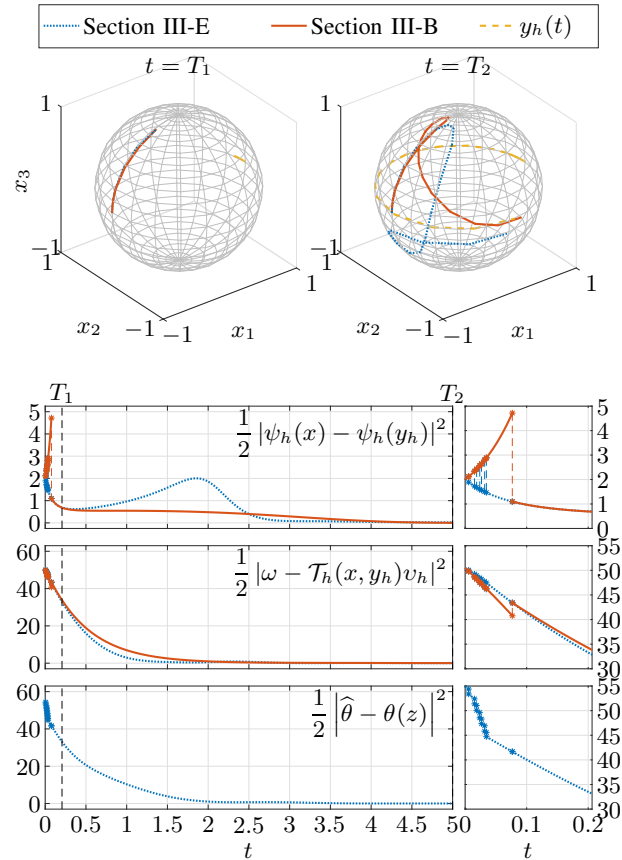 Section III-E Section III-B y_h(t)
t = T_1 t = T_2
1 1
x_3
−1 1 −1 1
x_2 −1 −1 x_1 x_2 −1 −1 x_1
T_1 T_2
5 4 3 2 1 0
1/2 |ψ_h(x) − ψ_h(y_h)|^2
5 4 3 2 1 0
60 40 20 0
1/2 |ω − 𝒯_h(x, y_h)υ_h|^2
55 50 45 40 35 30
60 40 20 0
1/2 |θ̂ − θ(z)|^2
55 50 45 40 35 30
0 0.5 1 1.5 2 2.5 3 3.5 4 4.5 5 0 0.1 0.2
t t